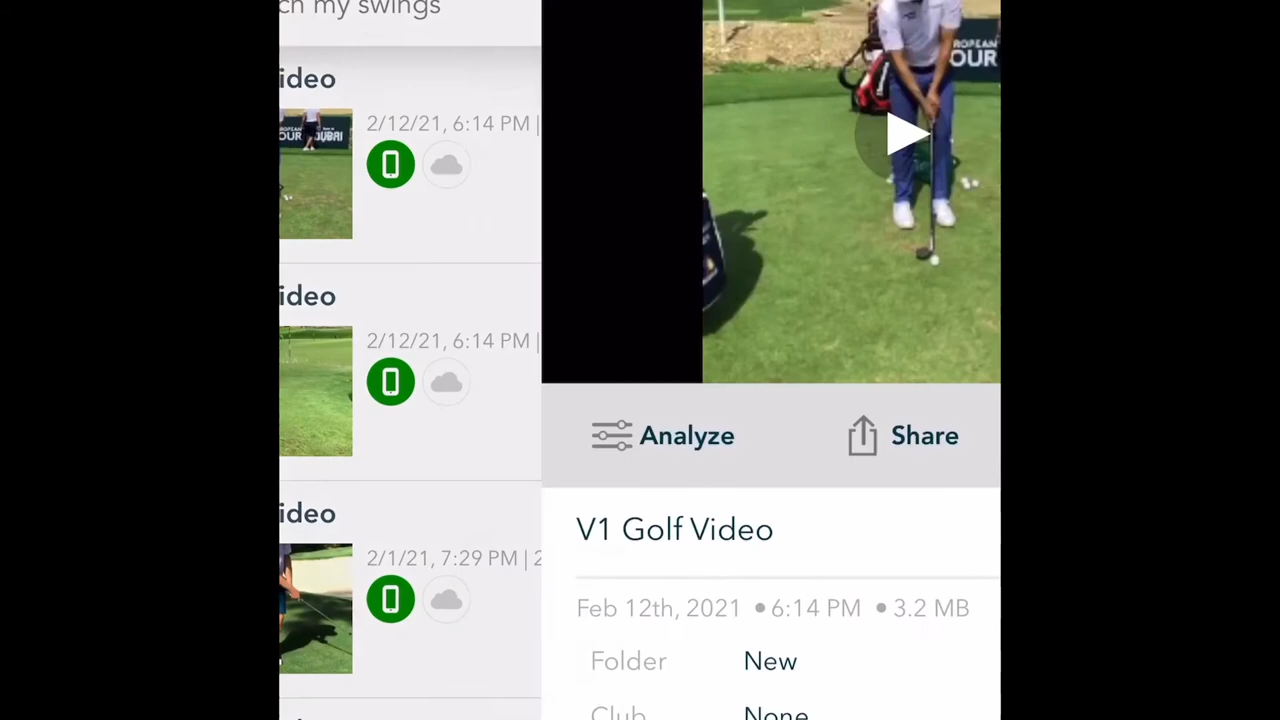 ch my swings
ideo
2/12/21, 6:14 PM |
ideo
2/12/21, 6:14 PM |
ideo
2/1/21, 7:29 PM | 2
ROPEAN
OUR
Analyze
Share
V1 Golf Video
Feb 12th, 2021 • 6:14 PM • 3.2 MB
Folder New
Club None